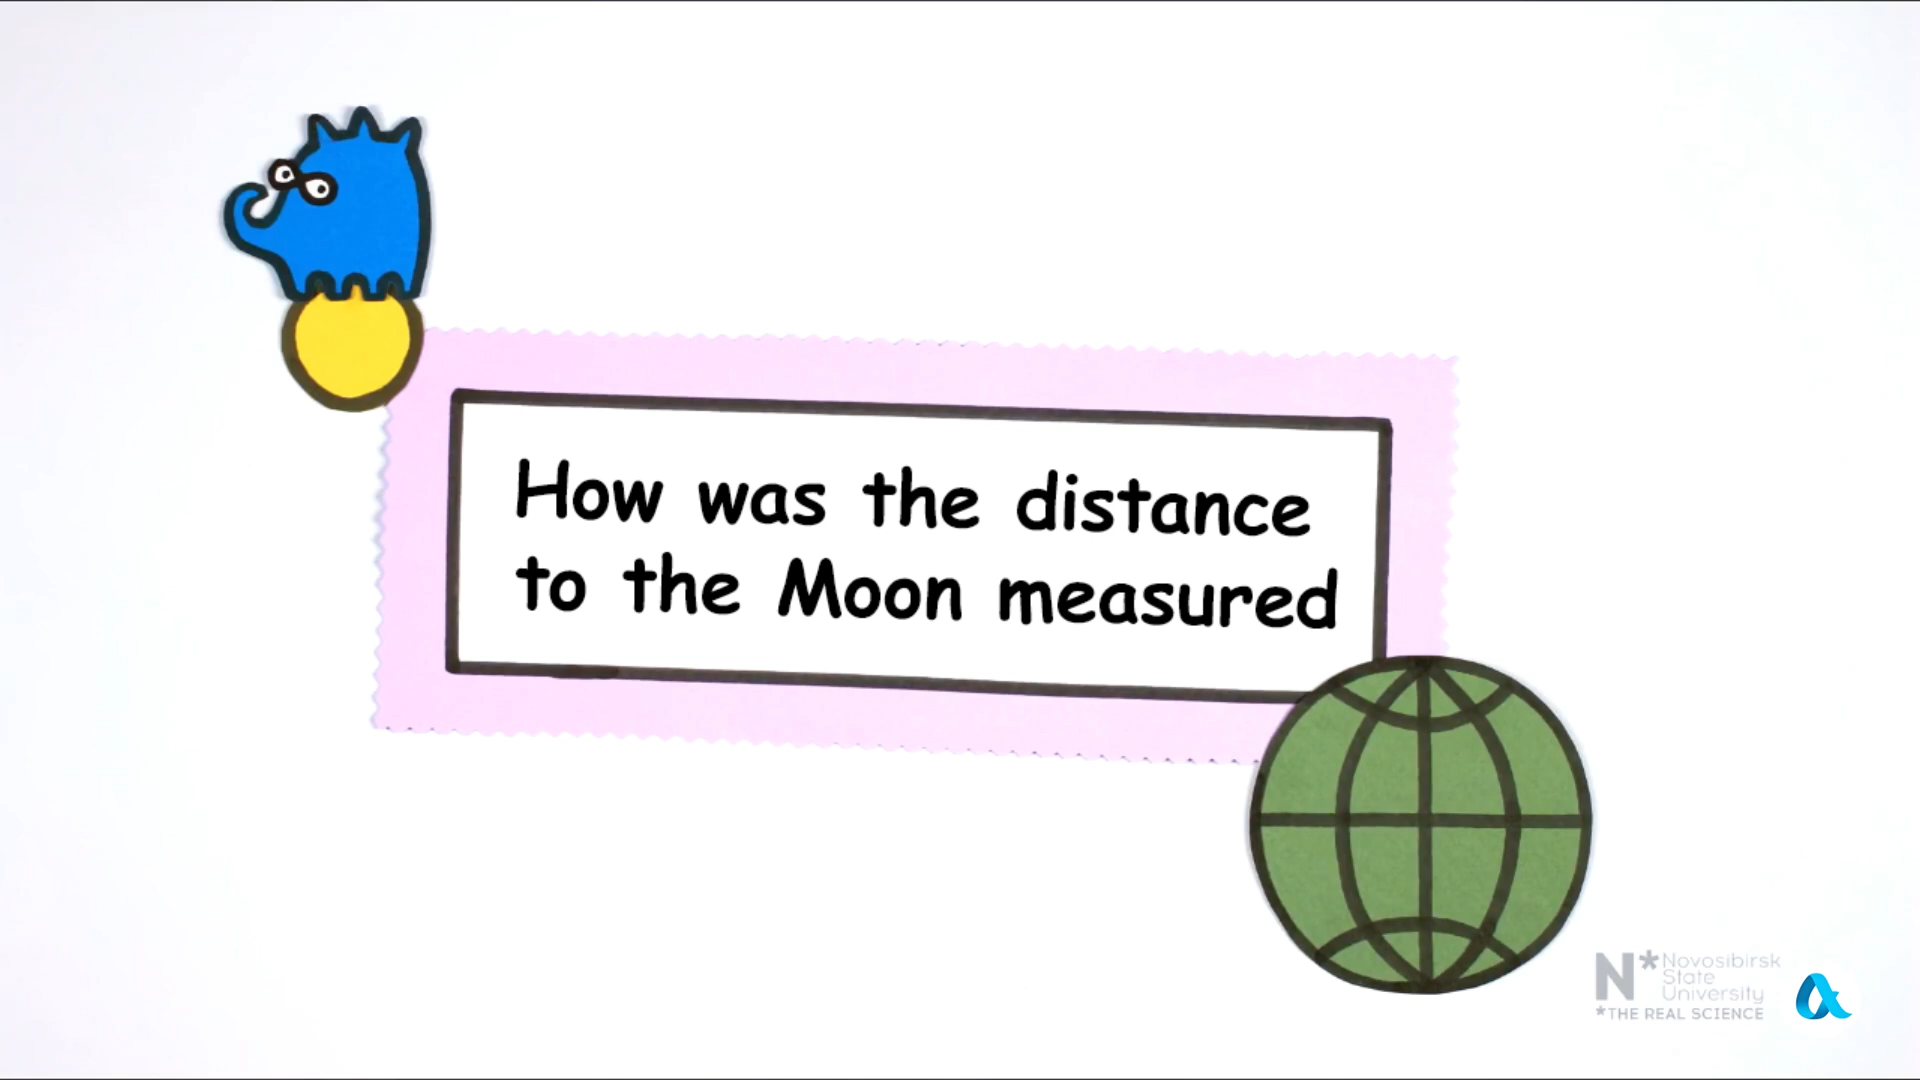 How was the distance
to the Moon measured
N*Novosibirsk
State
University
*THE REAL SCIENCE